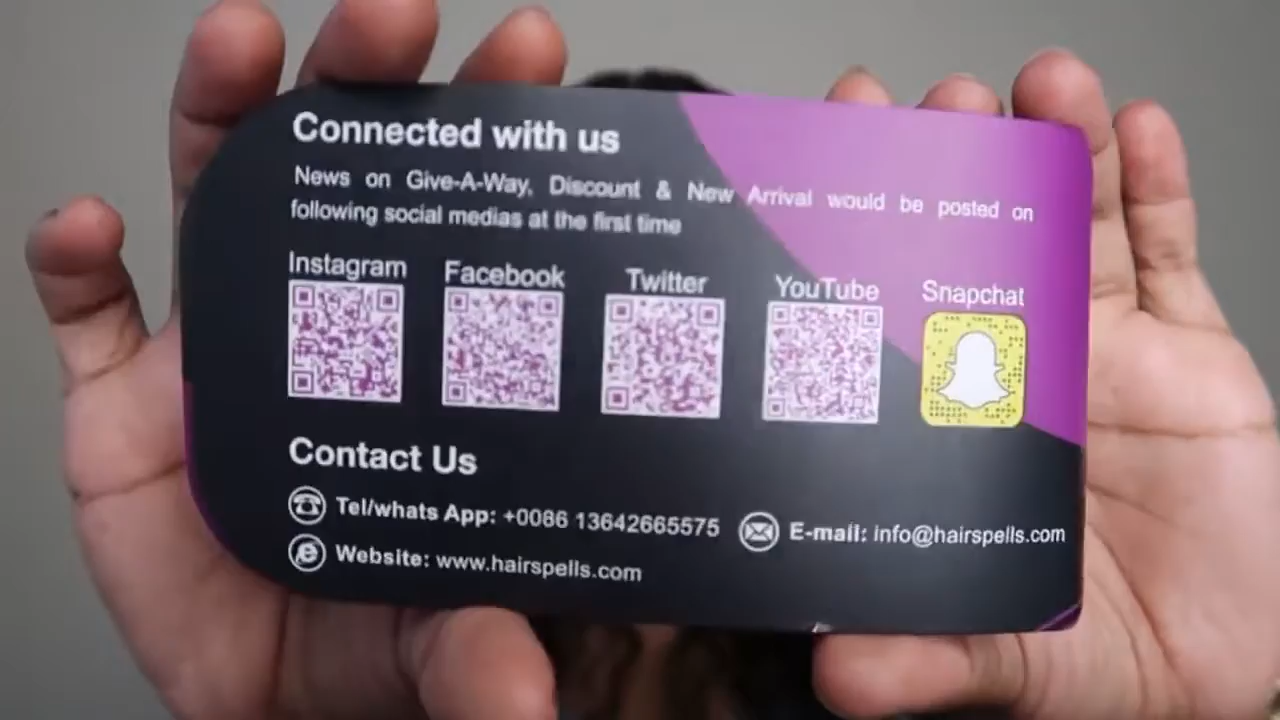 Connected with us
News on Give-A-Way, Discount & New Arrival would be posted on
following social medias at the first time
Instagram Facebook Twitter YouTube Snapchat
Contact Us
Tel/whats App: +0086 13642665575 E-mail: info@hairspells.com
Website: www.hairspells.com